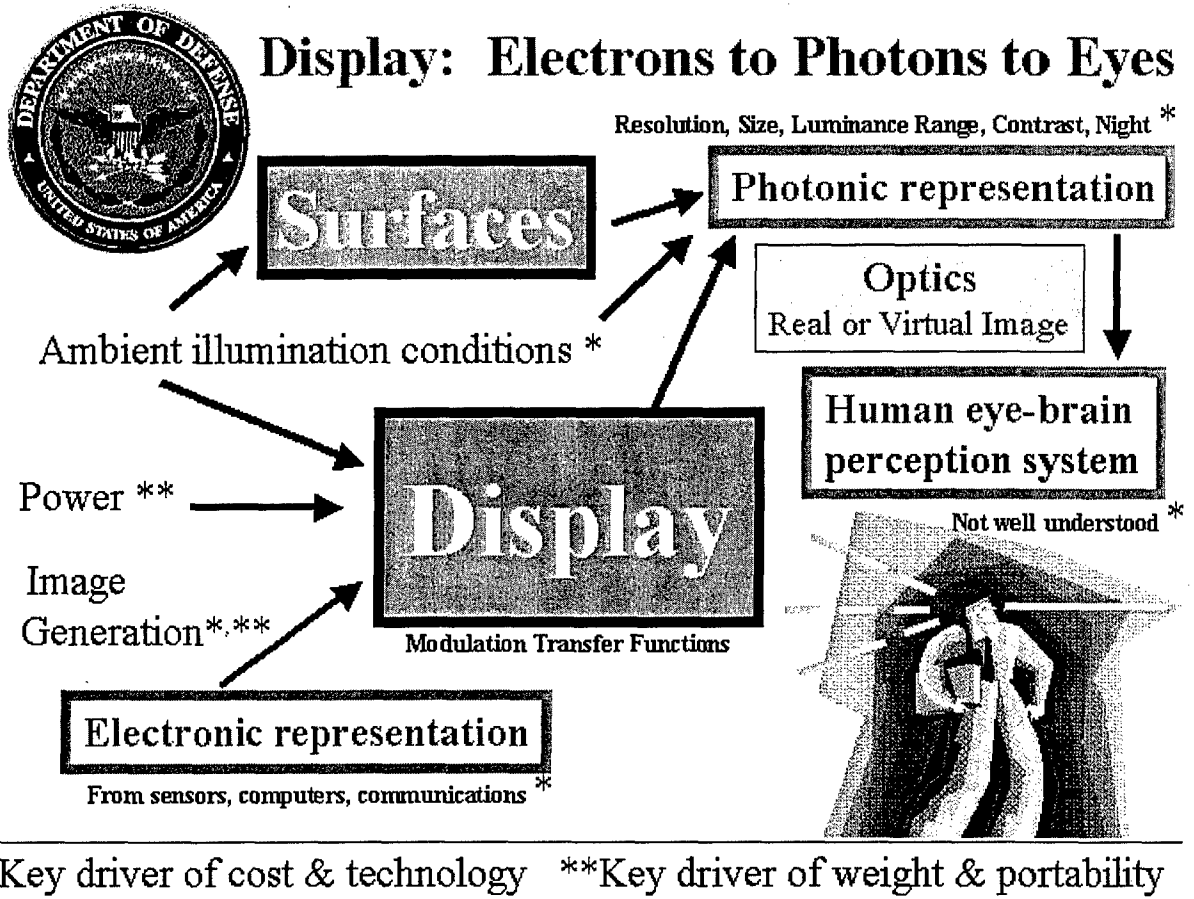 DEPARTMENT OF DEFENSE
UNITED STATES OF AMERICA
Display: Electrons to Photons to Eyes
Resolution, Size, Luminance Range, Contrast, Night *
Surfaces
Photonic representation
Optics
Real or Virtual Image
Ambient illumination conditions *
Human eye-brain
perception system
Not well understood *
Power **
Display
Modulation Transfer Functions
Image
Generation*,**
Electronic representation
From sensors, computers, communications *
Key driver of cost & technology **Key driver of weight & portability